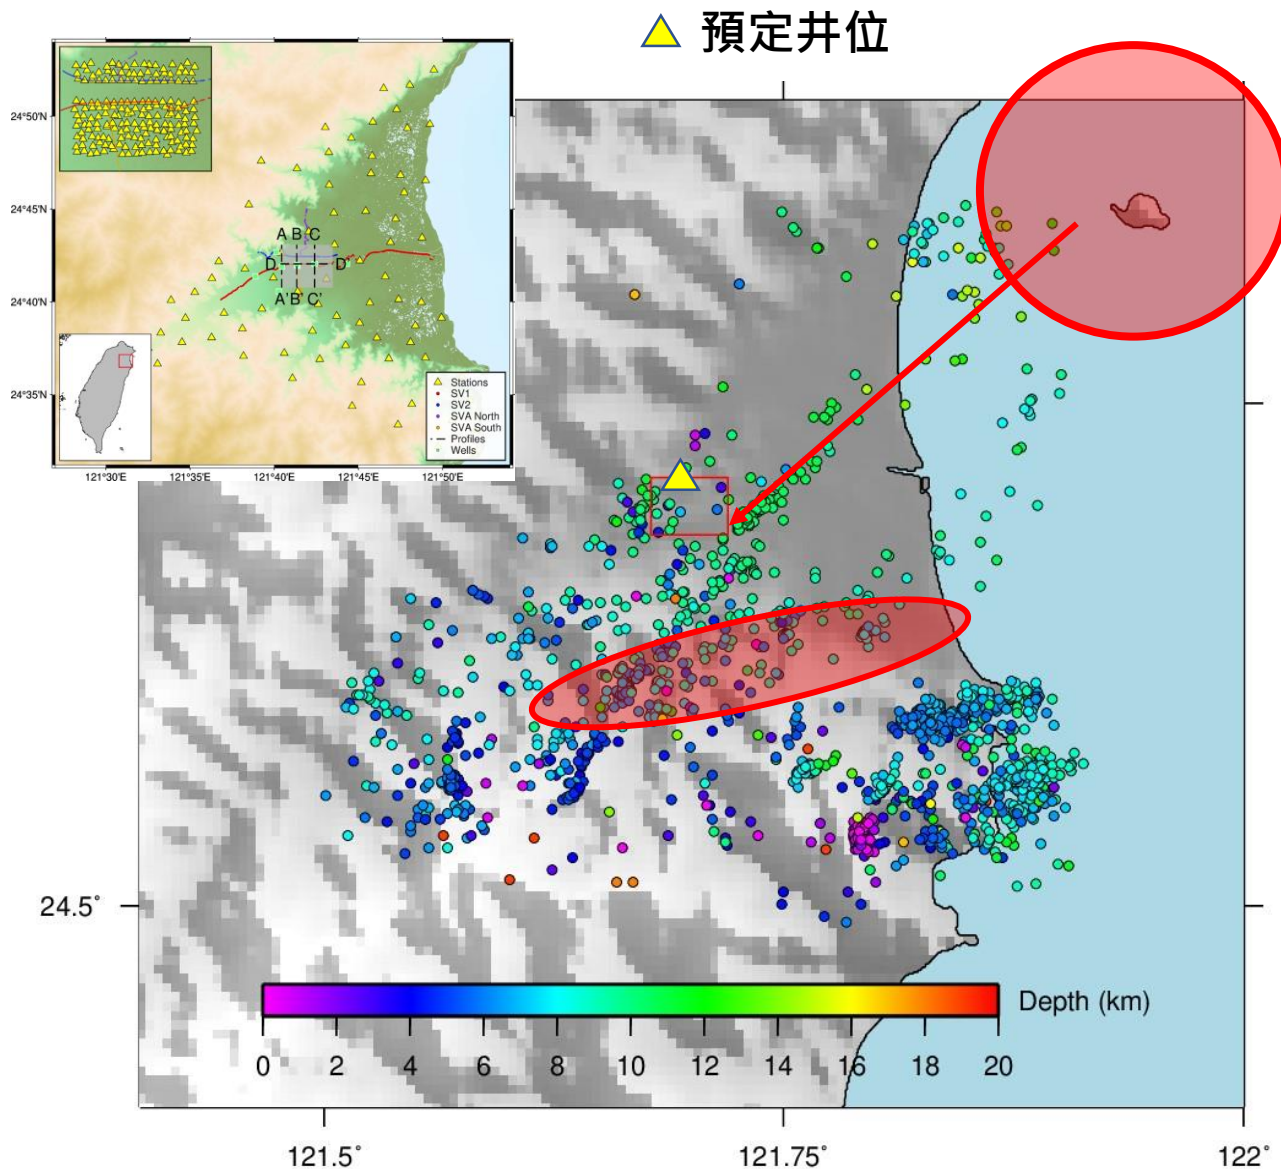 預定井位
24°50'N
24°45'N
24°40'N
24°35'N
A B C
D D'
A' B' C'
Stations
SV1
SV2
SVA North
SVA South
Profiles
Wells
121°30'E 121°35'E 121°40'E 121°45'E 121°50'E
24.5°
Depth (km)
0 2 4 6 8 10 12 14 16 18 20
121.5° 121.75° 122°